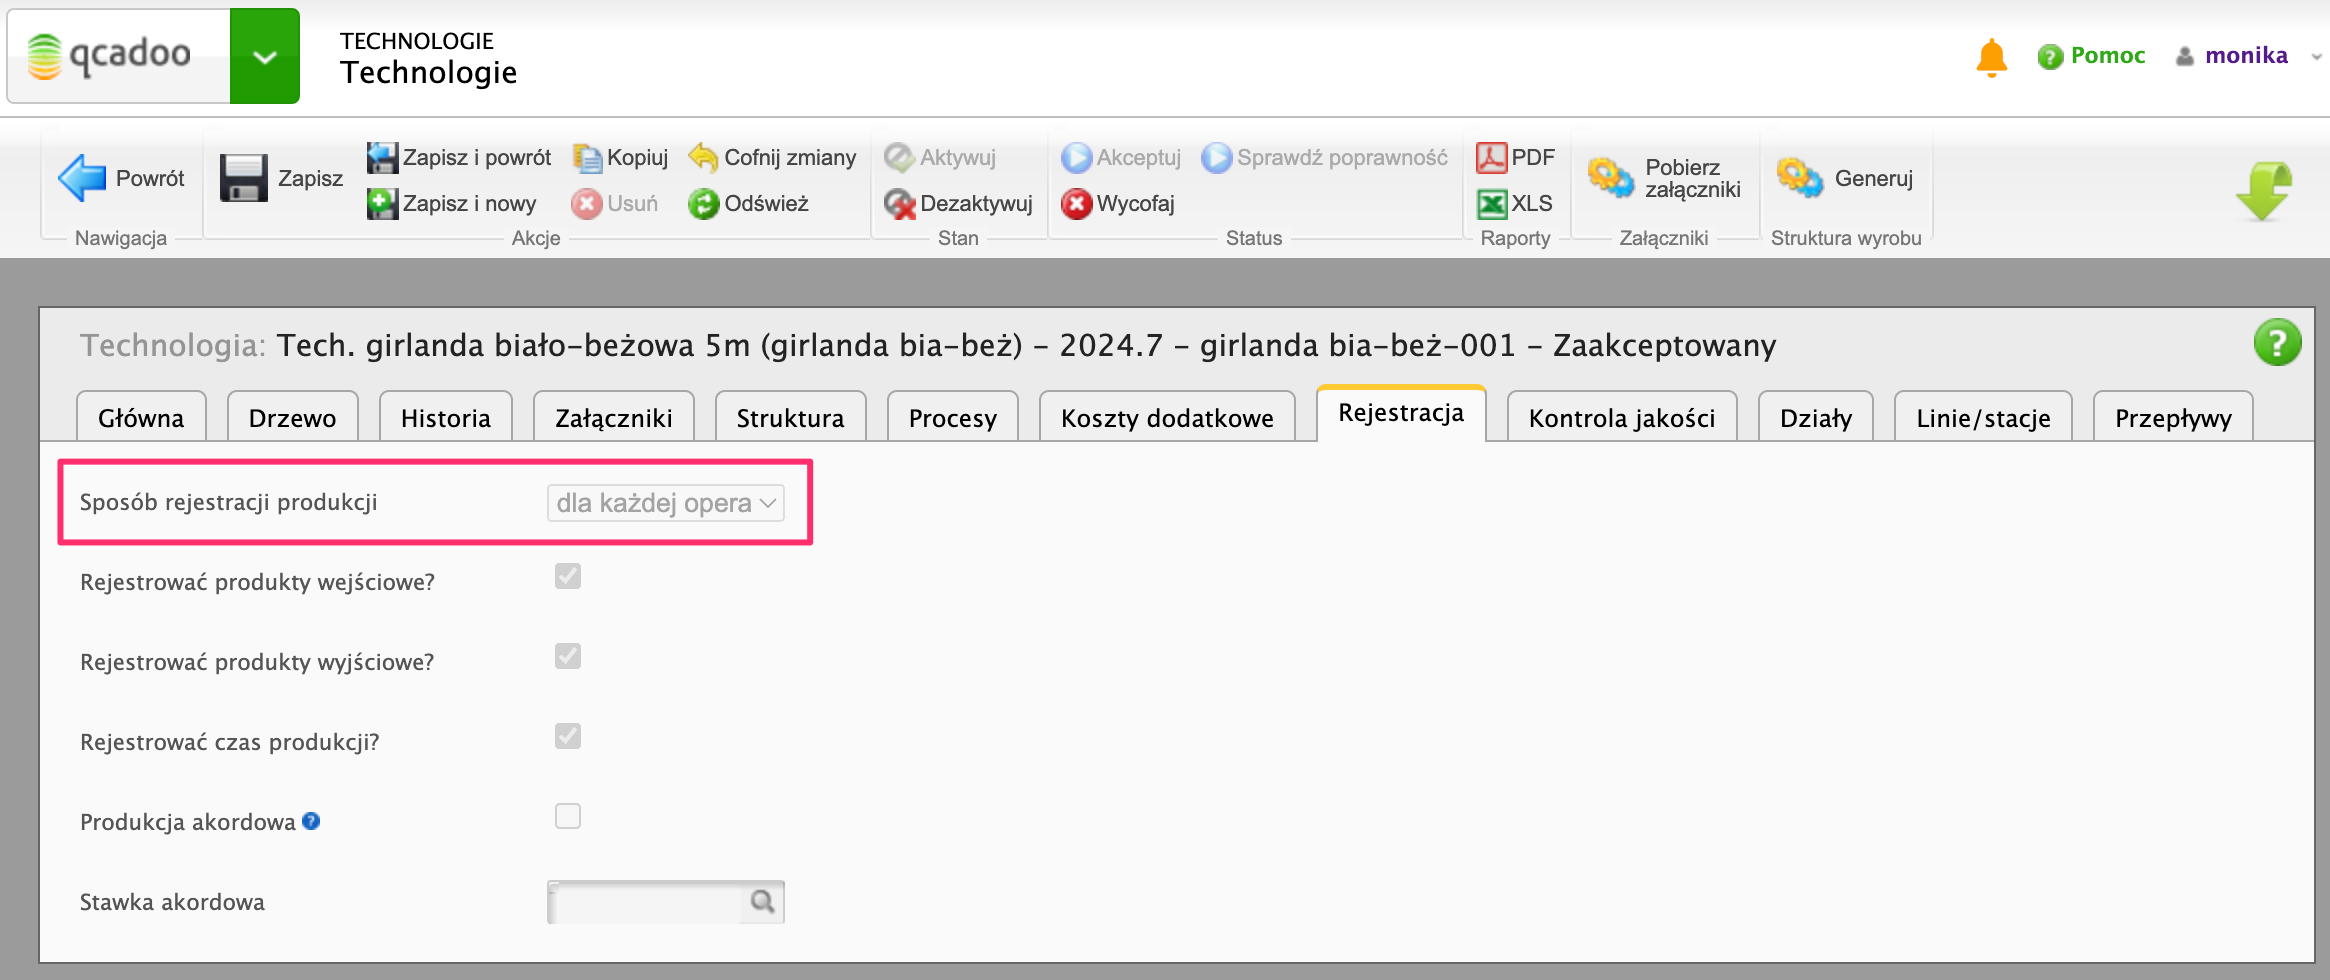 qcadoo
TECHNOLOGIE
Technologie
Pomoc monika
Powrót
Nawigacja
Zapisz
Zapisz i powrót Kopiuj Cofnij zmiany
Zapisz i nowy Usuń Odśwież
Akcje
Aktywuj
Dezaktywuj
Stan
Akceptuj Sprawdź poprawność
Wycofaj
Status
PDF
XLS
Raporty
Pobierz
załączniki
Załączniki
Generuj
Struktura wyrobu
Technologia: Tech. girlanda biało-beżowa 5m (girlanda bia-beż) - 2024.7 - girlanda bia-beż-001 - Zaakceptowany
Główna Drzewo Historia Załączniki Struktura Procesy Koszty dodatkowe Rejestracja Kontrola jakości Działy Linie/stacje Przepływy
Sposób rejestracji produkcji dla każdej opera
Rejestrować produkty wejściowe?
Rejestrować produkty wyjściowe?
Rejestrować czas produkcji?
Produkcja akordowa
Stawka akordowa